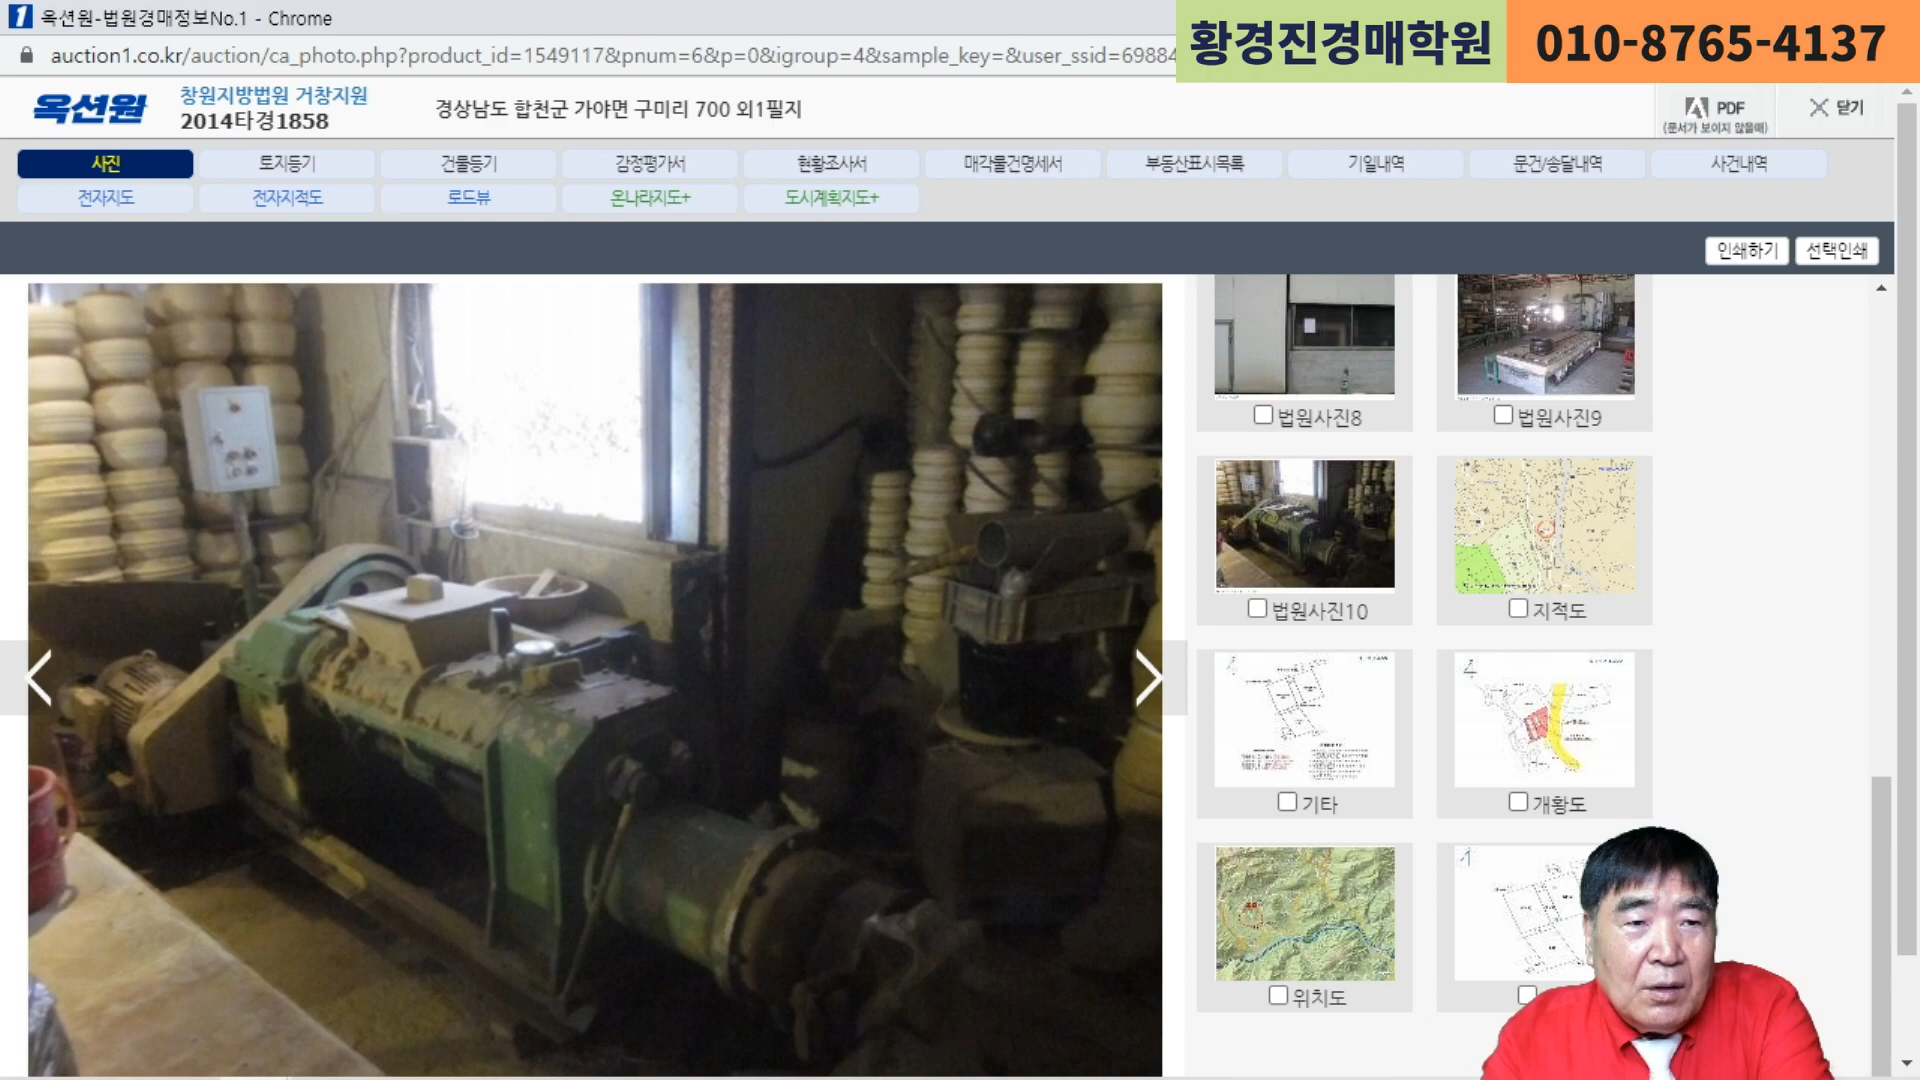 옥션원-법원경매정보No.1 - Chrome
황경진경매학원
010-8765-4137
auction1.co.kr/auction/ca_photo.php?product_id=1549117&pnum=6&p=0&igroup=4&sample_key=&user_ssid=69884
옥션원
창원지방법원 거창지원
2014타경1858
경상남도 합천군 가야면 구미리 700 외1필지
PDF
(문서가 보이지 않을때)
닫기
사진
토지등기
건물등기
감정평가서
현황조사서
매각물건명세서
부동산표시목록
기일내역
문건/송달내역
사건내역
전자지도
전자지적도
로드뷰
온나라지도+
도시계획지도+
인쇄하기
선택인쇄
법원사진8
법원사진9
법원사진10
지적도
기타
개황도
위치도